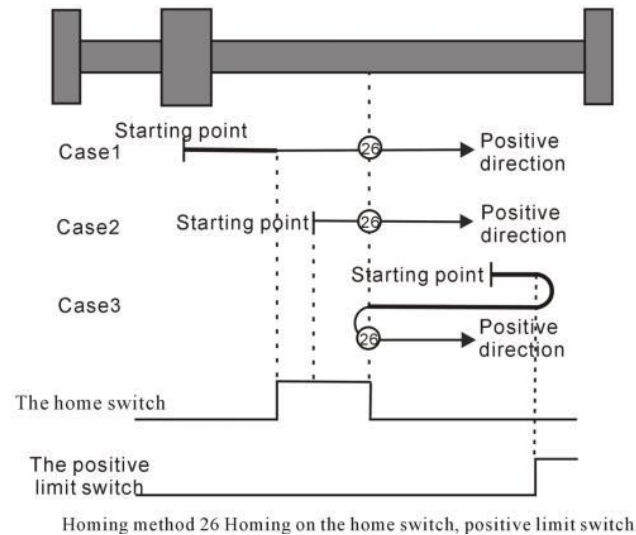 Starting point
Case1
26
Positive
direction
Case2
Starting point
26
Positive
direction
Starting point
Case3
26
Positive
direction
The home switch
The positive
limit switch
Homing method 26 Homing on the home switch, positive limit switch